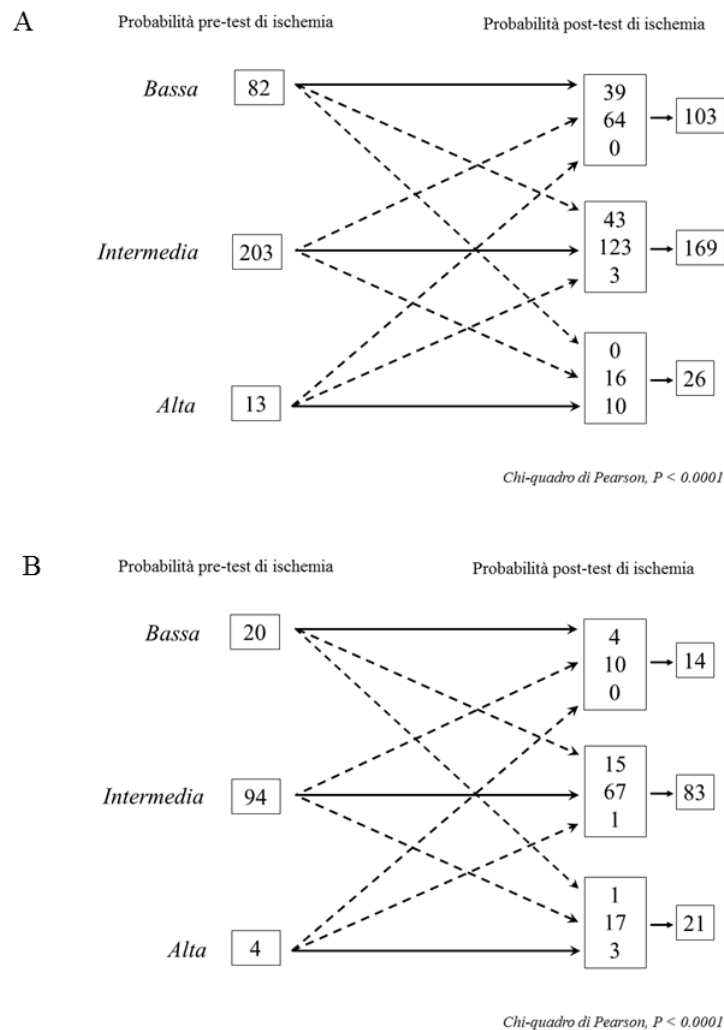 A
Probabilità pre-test di ischemia
Probabilità post-test di ischemia
Bassa
82
39
64
0
103
Intermedia
203
43
123
3
169
Alta
13
0
16
10
26
Chi-quadro di Pearson, P < 0.0001
B
Probabilità pre-test di ischemia
Probabilità post-test di ischemia
Bassa
20
4
10
0
14
Intermedia
94
15
67
1
83
Alta
4
1
17
3
21
Chi-quadro di Pearson, P < 0.0001